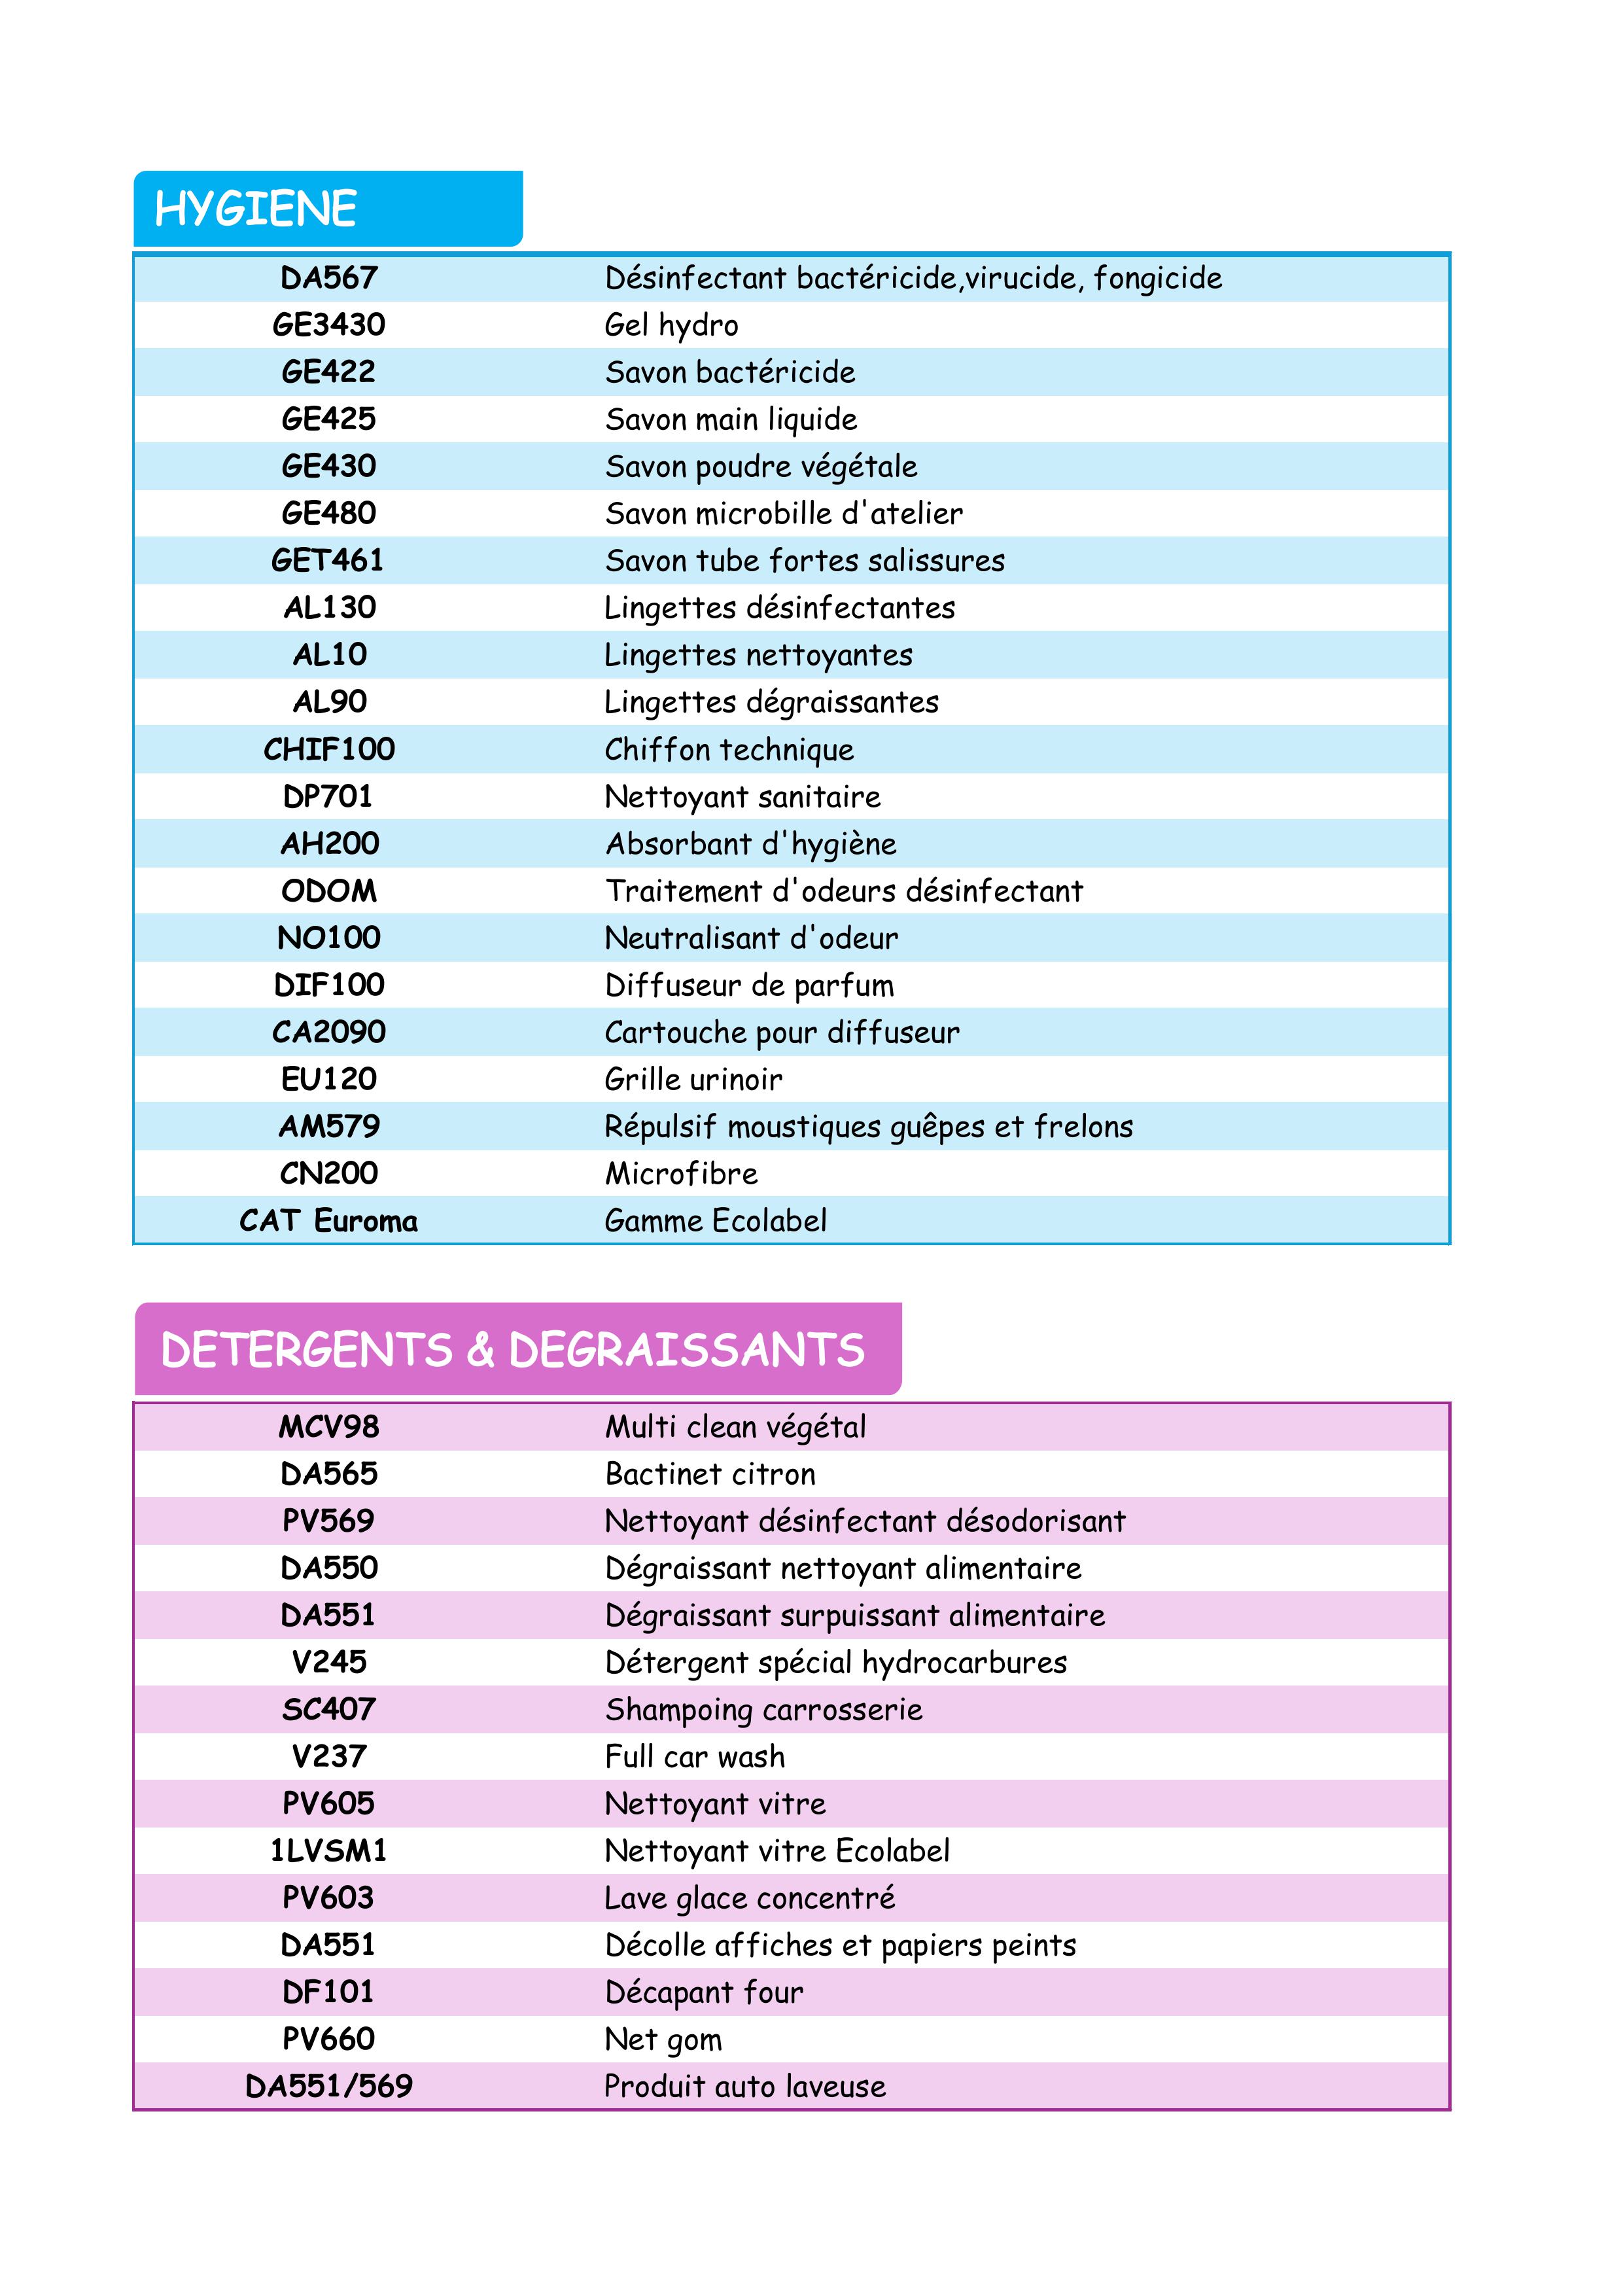 HYGIENE
DA567 Désinfectant bactéricide,virucide, fongicide
GE3430 Gel hydro
GE422 Savon bactéricide
GE425 Savon main liquide
GE430 Savon poudre végétale
GE480 Savon microbille d'atelier
GET461 Savon tube fortes salissures
AL130 Lingettes désinfectantes
AL10 Lingettes nettoyantes
AL90 Lingettes dégraissantes
CHIF100 Chiffon technique
DP701 Nettoyant sanitaire
AH200 Absorbant d'hygiène
ODOM Traitement d'odeurs désinfectant
NO100 Neutralisant d'odeur
DIF100 Diffuseur de parfum
CA2090 Cartouche pour diffuseur
EU120 Grille urinoir
AM579 Répulsif moustiques guêpes et frelons
CN200 Microfibre
CAT Euroma Gamme Ecolabel
DETERGENTS & DEGRAISSANTS
MCV98 Multi clean végétal
DA565 Bactinet citron
PV569 Nettoyant désinfectant désodorisant
DA550 Dégraissant nettoyant alimentaire
DA551 Dégraissant surpuissant alimentaire
V245 Détergent spécial hydrocarbures
SC407 Shampoing carrosserie
V237 Full car wash
PV605 Nettoyant vitre
1LVSM1 Nettoyant vitre Ecolabel
PV603 Lave glace concentré
DA551 Décolle affiches et papiers peints
DF101 Décapant four
PV660 Net gom
DA551/569 Produit auto laveuse